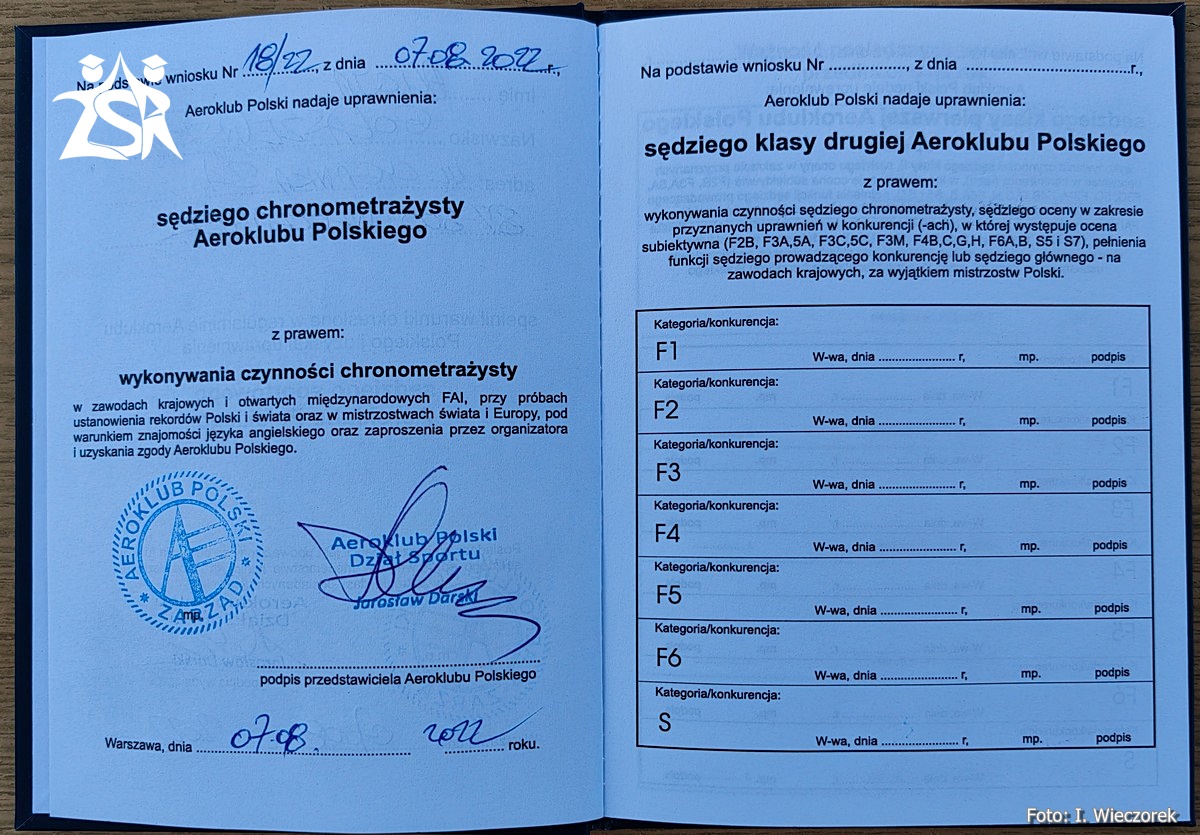 Na podstawie wniosku Nr 18/22, z dnia 07.08.2022 r.,
Aeroklub Polski nadaje uprawnienia:
sędziego chronometrażysty
Aeroklubu Polskiego
z prawem:
wykonywania czynności chronometrażysty
w zawodach krajowych i otwartych międzynarodowych FAI, przy próbach
ustanowienia rekordów Polski i świata oraz w mistrzostwach świata i Europy, pod
warunkiem znajomości języka angielskiego oraz zaproszenia przez organizatora
i uzyskania zgody Aeroklubu Polskiego.
AEROKLUB POLSKI
ZARZĄD
mp.
Aeroklub Polski
Dział Sportu
Jarosław Darski
podpis przedstawiciela Aeroklubu Polskiego
Warszawa, dnia 07.08. 2022 roku.
ZSR
Na podstawie wniosku Nr ................, z dnia ..............................r.,
Aeroklub Polski nadaje uprawnienia:
sędziego klasy drugiej Aeroklubu Polskiego
z prawem:
wykonywania czynności sędziego chronometrażysty, sędziego oceny w zakresie
przyznanych uprawnień w konkurencji (-ach), w której występuje ocena
subiektywna (F2B, F3A,5A, F3C,5C, F3M, F4B,C,G,H, F6A,B, S5 i S7), pełnienia
funkcji sędziego prowadzącego konkurencję lub sędziego głównego - na
zawodach krajowych, za wyjątkiem mistrzostw Polski.
Kategoria/konkurencja:
F1
W-wa, dnia ........................ r, mp. podpis
Kategoria/konkurencja:
F2
W-wa, dnia ........................ r, mp. podpis
Kategoria/konkurencja:
F3
W-wa, dnia ........................ r, mp. podpis
Kategoria/konkurencja:
F4
W-wa, dnia ........................ r, mp. podpis
Kategoria/konkurencja:
F5
W-wa, dnia ........................ r, mp. podpis
Kategoria/konkurencja:
F6
W-wa, dnia ........................ r, mp. podpis
Kategoria/konkurencja:
S
W-wa, dnia ........................ r, mp. podpis
Foto: I. Wieczorek